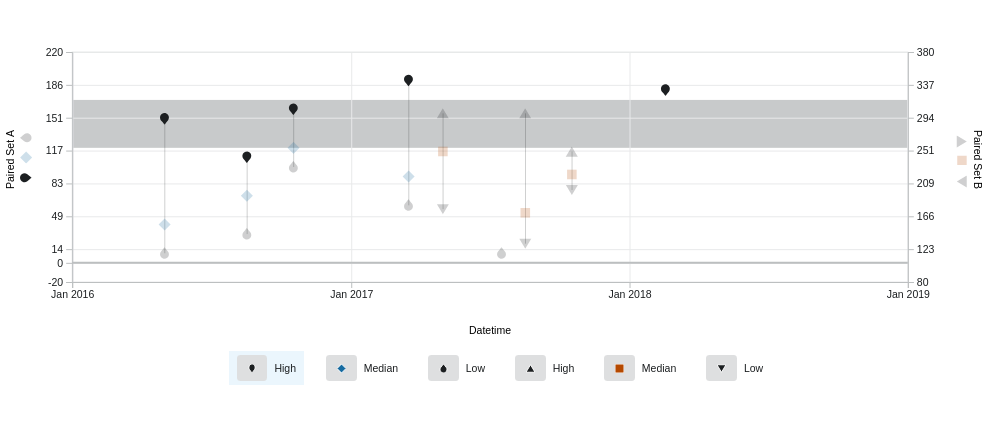 220
186
151
117
83
49
14
0
-20
380
337
294
251
209
166
123
80
Paired Set A
Paired Set B
Jan 2016
Jan 2017
Jan 2018
Jan 2019
Datetime
High
Median
Low
High
Median
Low